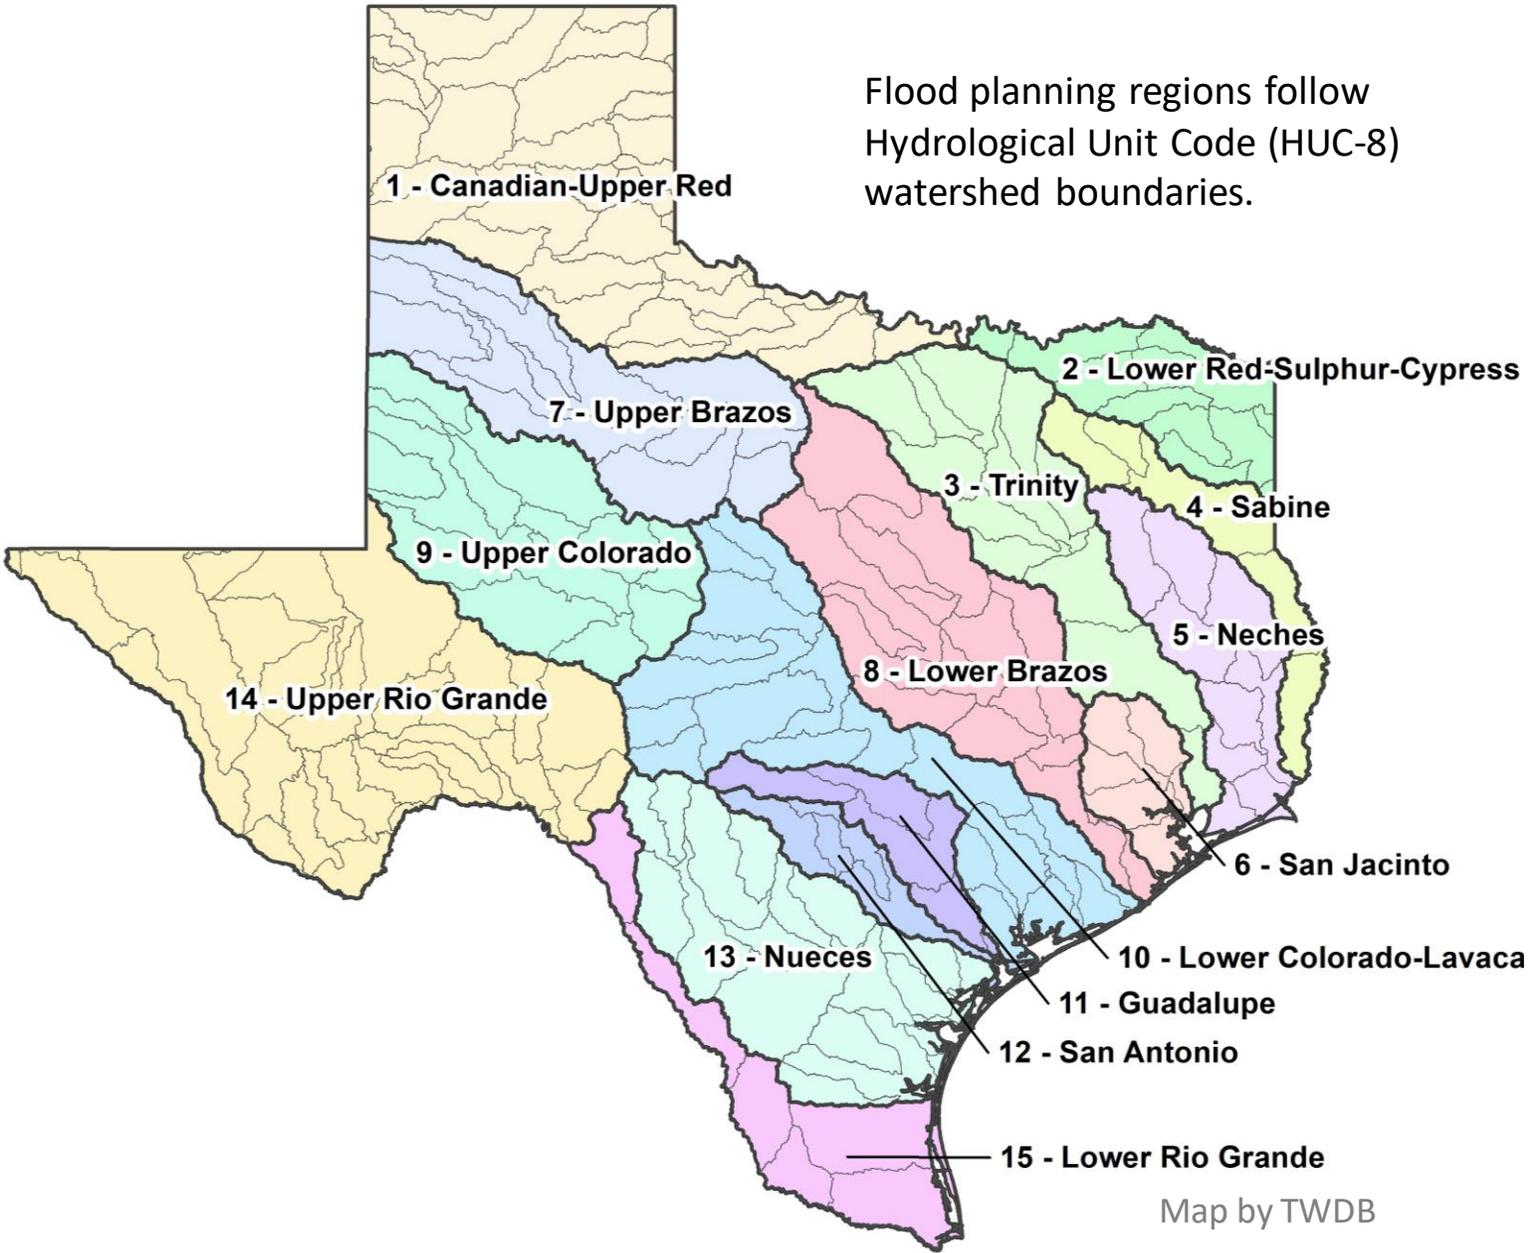 Flood planning regions follow
Hydrological Unit Code (HUC-8)
watershed boundaries.
1 - Canadian-Upper Red
2 - Lower Red-Sulphur-Cypress
7 - Upper Brazos
3 - Trinity
4 - Sabine
9 - Upper Colorado
5 - Neches
8 - Lower Brazos
14 - Upper Rio Grande
6 - San Jacinto
13 - Nueces
10 - Lower Colorado-Lavaca
11 - Guadalupe
12 - San Antonio
15 - Lower Rio Grande
Map by TWDB